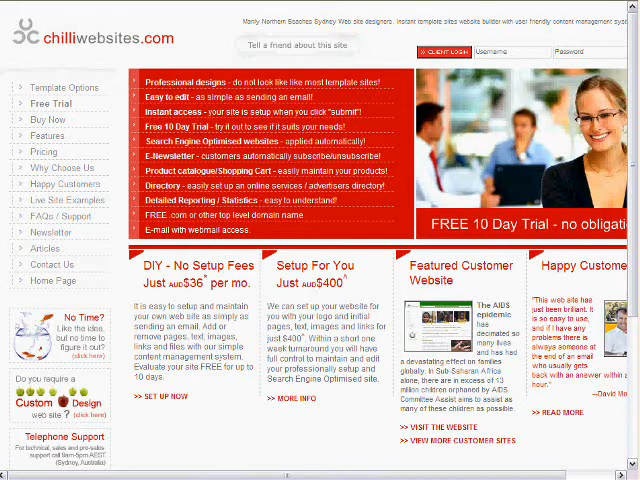 Manly Northern Beaches Sydney Web site designers. Instant template sites website builder with user friendly content management
chilliwebsites.com
Tell a friend about this site
CLIENT LOGIN
Username
Password
Template Options
Free Trial
Buy Now
Features
Pricing
Why Choose Us
Happy Customers
Live Site Examples
FAQs / Support
Newsletter
Articles
Contact Us
Home Page
Professional designs - do not look like like most template sites!
Easy to edit - as simple as sending an email!
Instant access - your site is setup when you click "submit"!
Free 10 Day Trial - try it out to see if it suits your needs!
Search Engine Optimised websites - applied automatically!
E-Newsletter - customers automatically subscribe/unsubscribe!
Product catalogue/Shopping Cart - easily maintain your products!
Directory - easily set up an online services / advertisers directory!
Detailed Reporting / Statistics - easy to understand!
FREE .com or other top level domain name
E-mail with webmail access.
FREE 10 Day Trial - no obligati
No Time?
Like the idea,
but no time to
figure it out?
(click here)
Do you require a
Custom Design
web site ? (click here)
Telephone Support
For technical, sales and pre-sales
support call 9am-5pm AEST
(Sydney, Australia)
DIY - No Setup Fees
Just AUD$36* per mo.
It is easy to setup and maintain
your own web site as simply as
sending an email. Add or
remove pages, text, images,
links and files with our simple
content management system.
Evaluate your site FREE for up to
10 days.
>> SET UP NOW
Setup For You
Just AUD$400^
We can set up your website for
you with your logo and initial
pages, text, images and links for
just $400^. Within a short one
week turnaround you will have
full control to maintain and edit
your professionally setup and
Search Engine Optimised site.
>> MORE INFO
Featured Customer
Website
The AIDS
epidemic
has
decimated so
many lives
and has had
a devastating effect on families
globally. In Sub-Saharan Africa
alone, there are in excess of 13
million children orphaned by AIDS.
Committee Assist aims to assist as
many of these children as possible.
>> VISIT THE WEBSITE
>> VIEW MORE CUSTOMER SITES
Happy Custome
"This web site has
just been brilliant. It
is so easy to use,
and if I have any
problems there is
always someone at
the end of an email
who usually gets
back with an answer within a
hour."
--David Mo
>> READ MORE